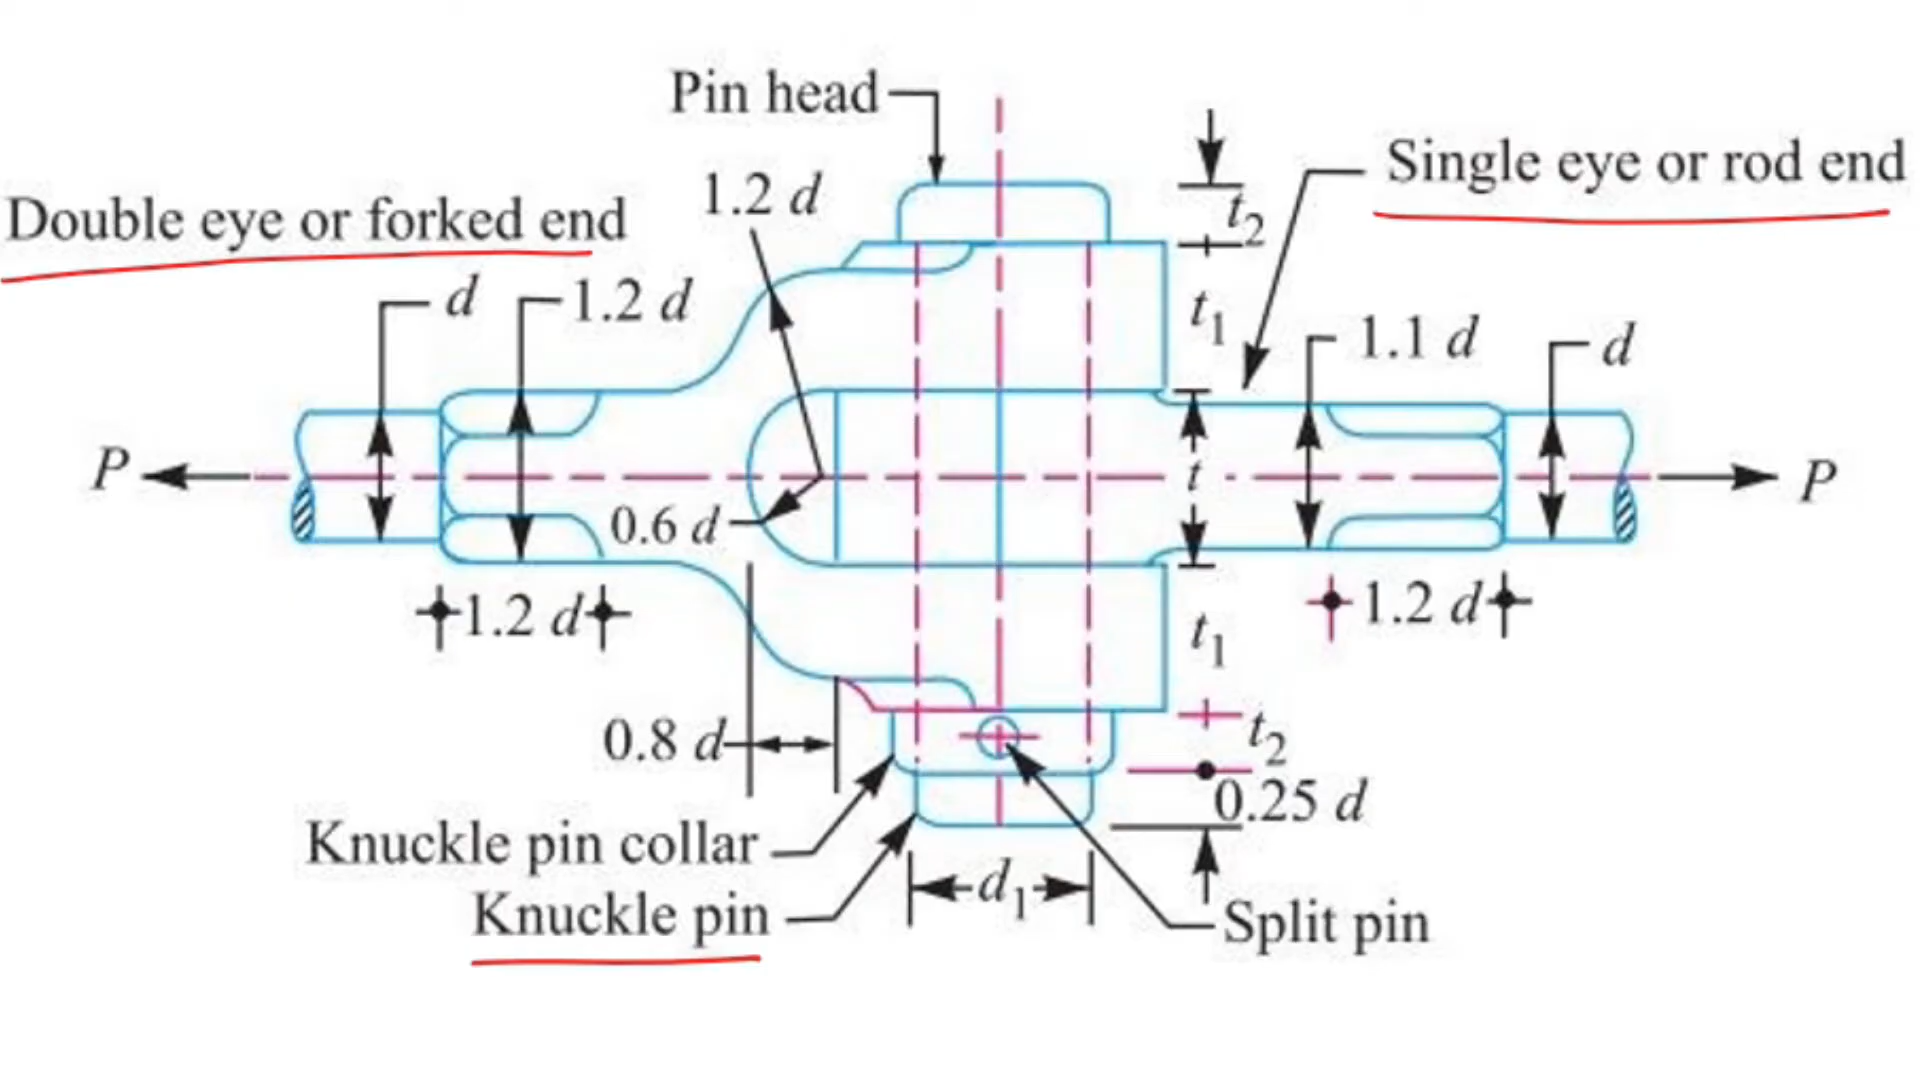 Pin head
1.2 d
Single eye or rod end
t2
Double eye or forked end
d
1.2 d
t1
1.1 d
d
P
t
P
0.6 d
1.2 d
1.2 d
t1
0.8 d
t2
0.25 d
Knuckle pin collar
d1
Knuckle pin
Split pin